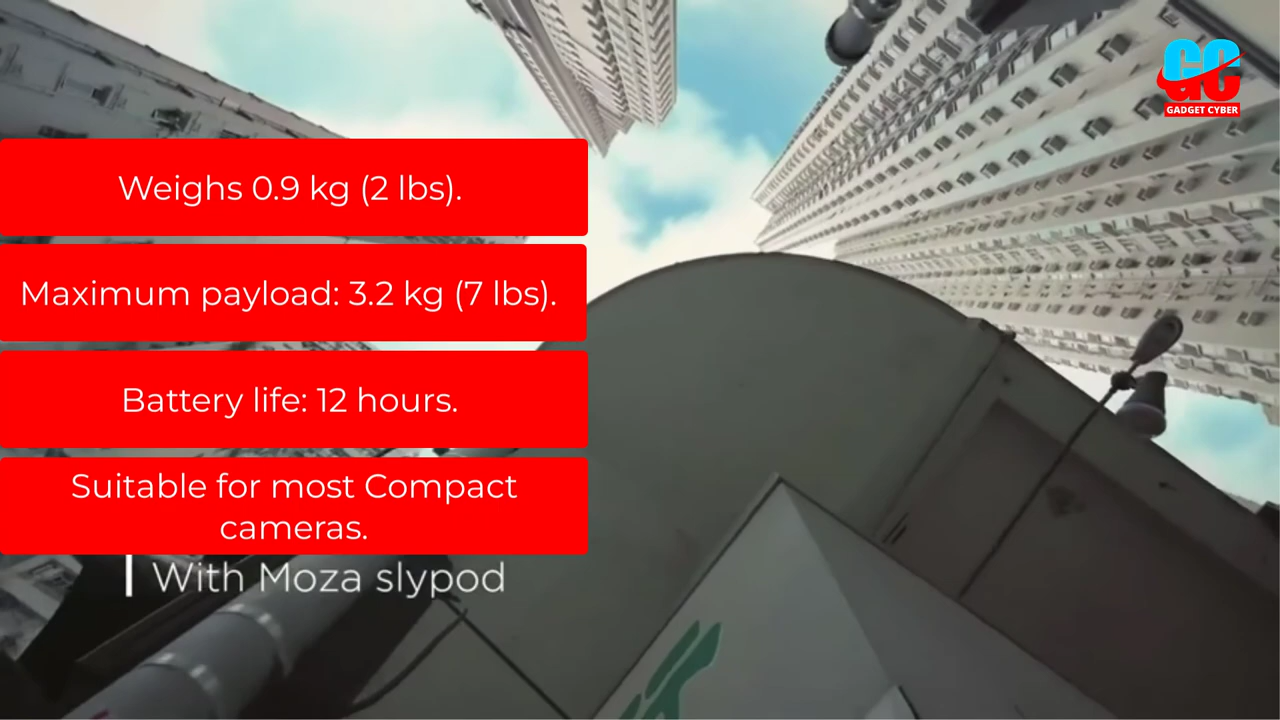 GC
GADGET CYBER
Weighs 0.9 kg (2 lbs).
Maximum payload: 3.2 kg (7 lbs).
Battery life: 12 hours.
Suitable for most Compact
cameras.
With Moza slypod